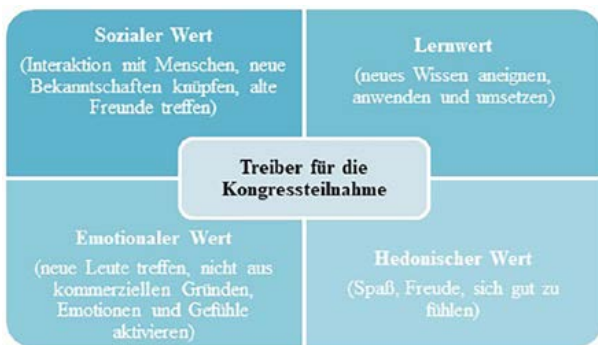 Sozialer Wert
(Interaktion mit Menschen, neue
Bekanntschaften knüpfen, alte
Freunde treffen)
Lernwert
(neues Wissen aneignen,
anwenden und umsetzen)
Treiber für die
Kongressteilnahme
Emotionaler Wert
(neue Leute treffen, nicht aus
kommerziellen Gründen,
Emotionen und Gefühle
aktivieren)
Hedonischer Wert
(Spaß, Freude, sich gut zu
fühlen)